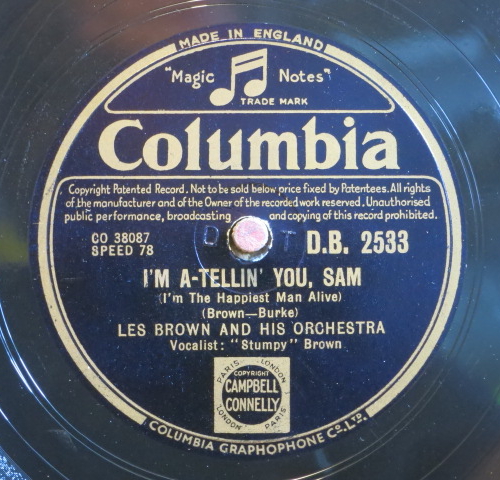 MADE IN ENGLAND
"Magic Notes"
TRADE MARK
Columbia
Copyright Patented Record. Not to be sold below price fixed by Patentees. All rights
of the manufacturer and of the Owner of the recorded work reserved. Unauthorised
public performance, broadcasting and copying of this record prohibited.
CO 38087
SPEED 78
D T
D.B. 2533
I'M A-TELLIN' YOU, SAM
(I'm The Happiest Man Alive)
(Brown—Burke)
LES BROWN AND HIS ORCHESTRA
Vocalist: "Stumpy" Brown
PARIS LONDON
COPYRIGHT
CAMPBELL
CONNELLY
LONDON PARIS
COLUMBIA GRAPHOPHONE CO. LTD.